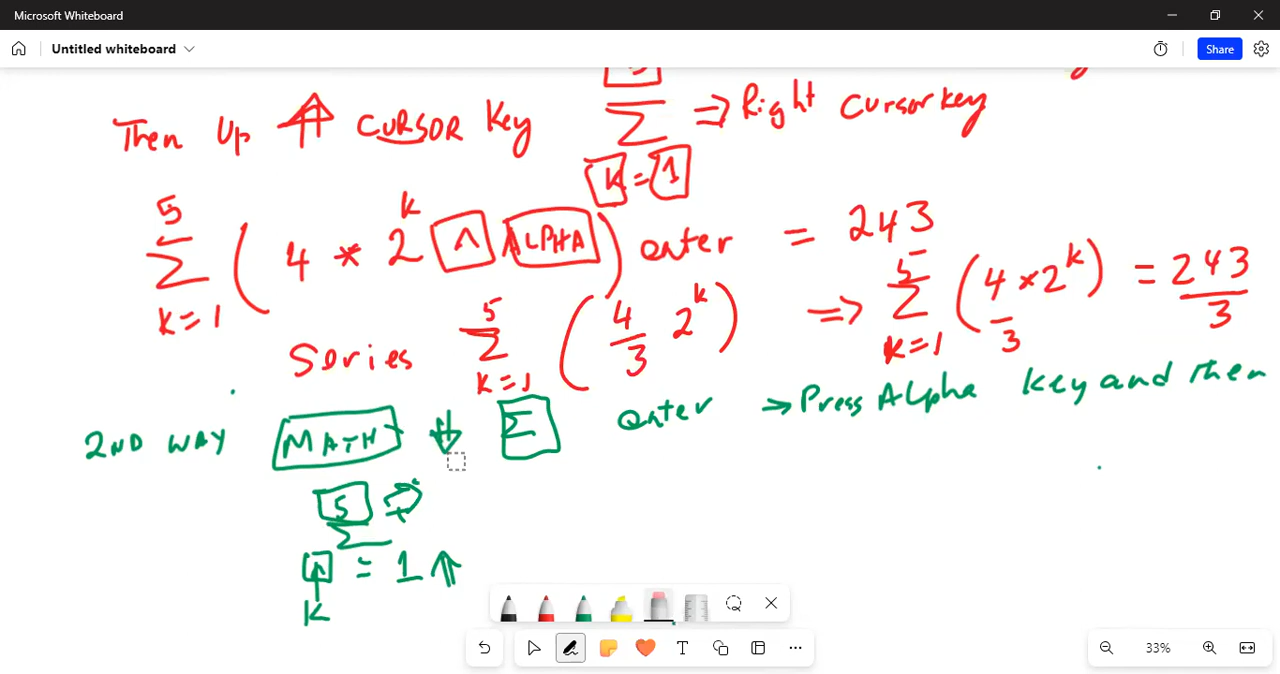 Microsoft Whiteboard
Untitled whiteboard
Share
Then Up CURSOR Key
Σ ⇒ Right Cursor key
k = 1
5
Σ ( 4 * 2^k ∧ ALPHA ) enter = 243
k = 1
Series 5 Σ k=1 ( 4/3 2^k ) ⇒ 5 Σ k=1 ( 4/3 * 2^k ) = 243/3
2ND WAY MATH ↓ Σ enter → Press Alpha key and then
5 ⇒
Σ
= 1 ↑
K
33%